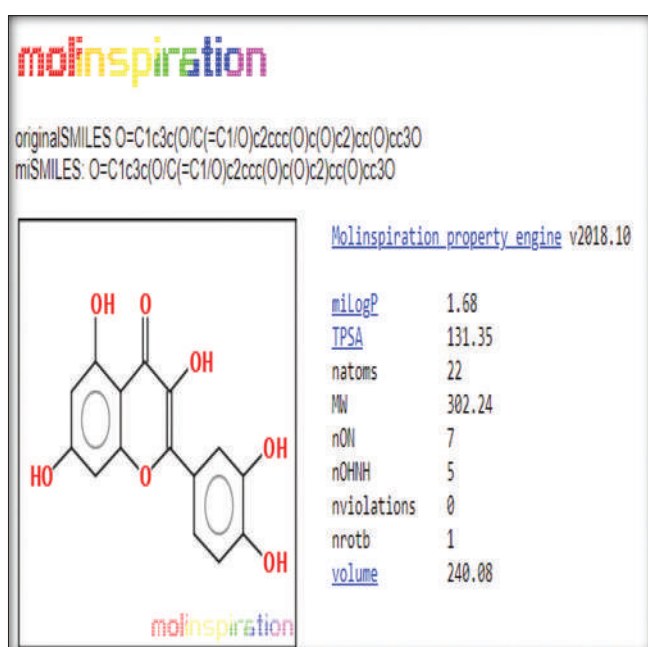 molinspiration
originalSMILES O=C1c3c(O/C(=C1/O)c2ccc(O)c(O)c2)cc(O)cc3O
miSMILES: O=C1c3c(O/C(=C1/O)c2ccc(O)c(O)c2)cc(O)cc3O
Molinspiration property engine v2018.10
miLogP 1.68
TPSA 131.35
natoms 22
MW 302.24
nON 7
nOHNH 5
nviolations 0
nrotb 1
volume 240.08
OH O
OH
OH
HO O
OH
molinspiration